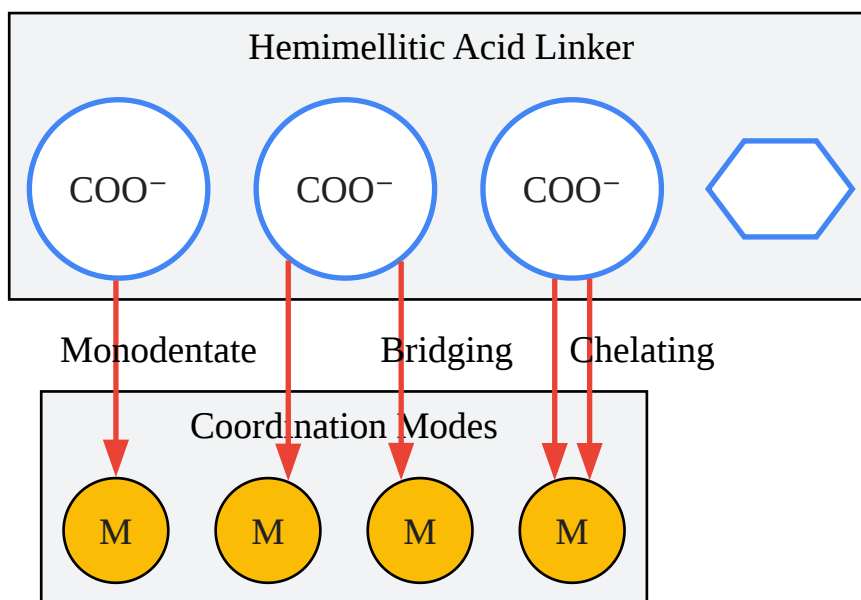 Hemimellitic Acid Linker
COO⁻ COO⁻ COO⁻
Monodentate Bridging Chelating
Coordination Modes
M M M M